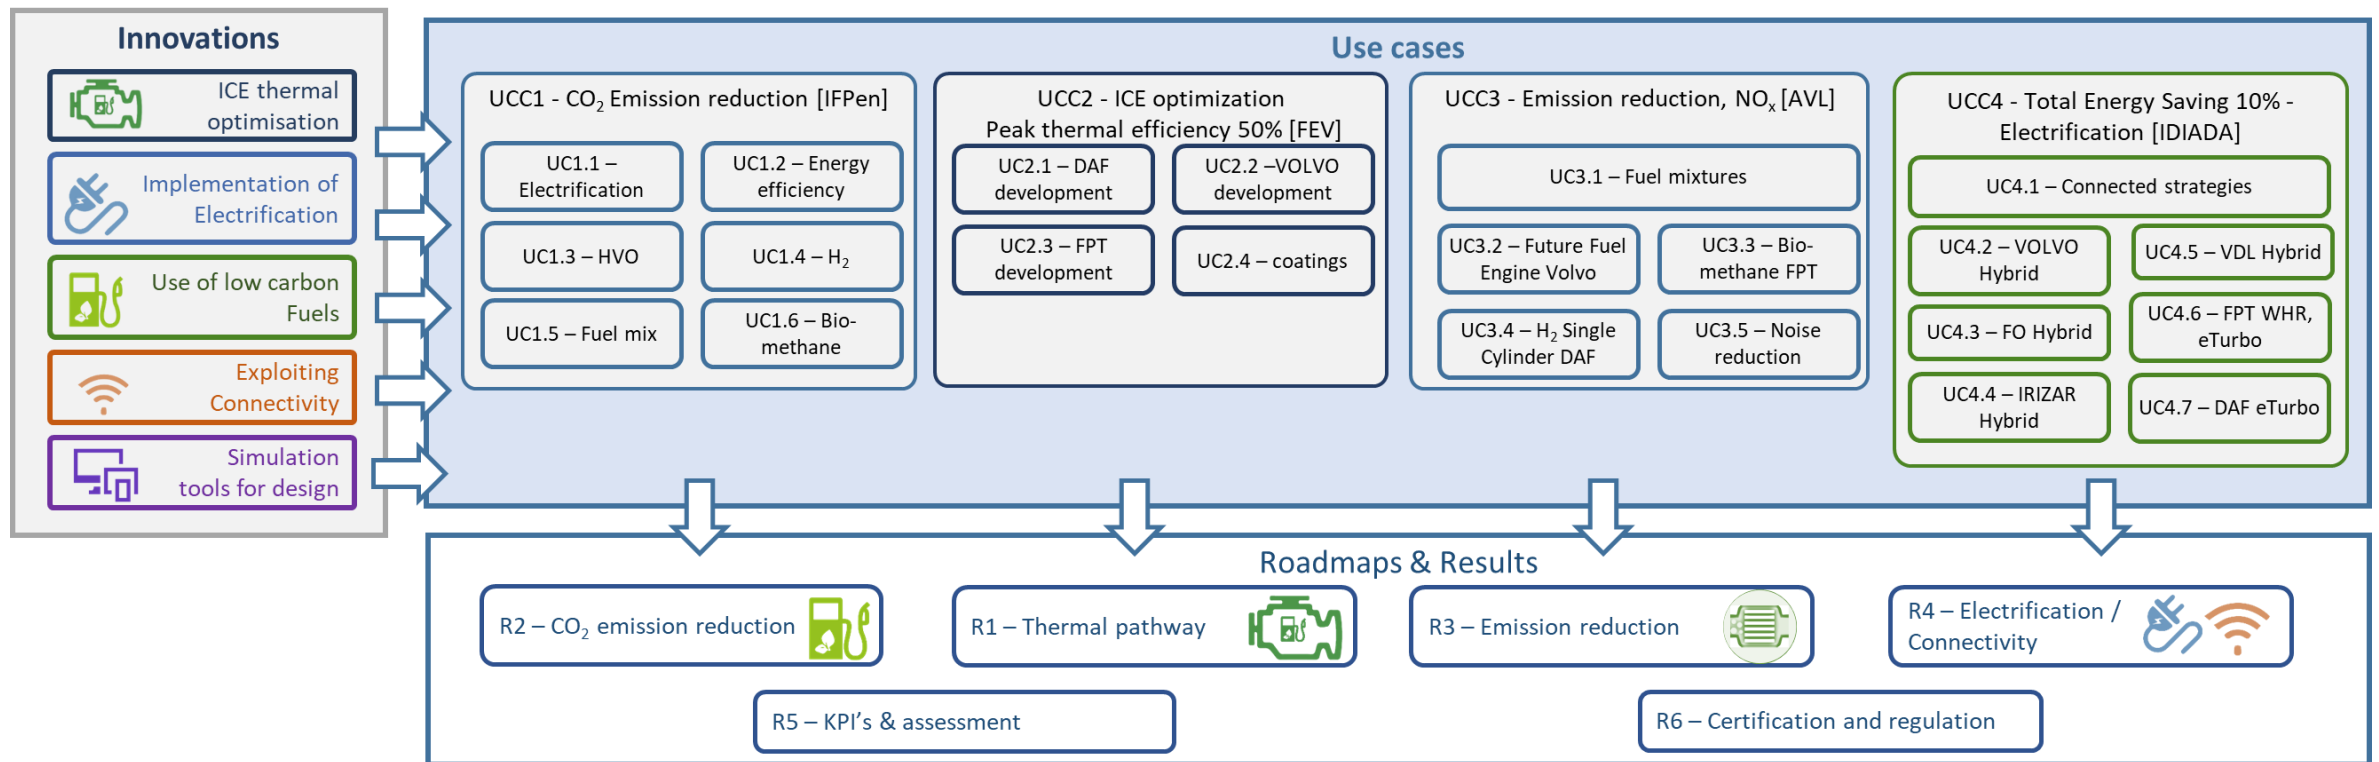 Innovations
ICE thermal
optimisation
Implementation of
Electrification
Use of low carbon
Fuels
Exploiting
Connectivity
Simulation
tools for design
Use cases
UCC1 - CO₂ Emission reduction [IFPen]
UC1.1 –
Electrification
UC1.2 – Energy
efficiency
UC1.3 – HVO
UC1.4 – H₂
UC1.5 – Fuel mix
UC1.6 – Bio-
methane
UCC2 - ICE optimization
Peak thermal efficiency 50% [FEV]
UC2.1 – DAF
development
UC2.2 –VOLVO
development
UC2.3 – FPT
development
UC2.4 – coatings
UCC3 - Emission reduction, NOₓ [AVL]
UC3.1 – Fuel mixtures
UC3.2 – Future Fuel
Engine Volvo
UC3.3 – Bio-
methane FPT
UC3.4 – H₂ Single
Cylinder DAF
UC3.5 – Noise
reduction
UCC4 - Total Energy Saving 10% -
Electrification [IDIADA]
UC4.1 – Connected strategies
UC4.2 – VOLVO
Hybrid
UC4.5 – VDL Hybrid
UC4.3 – FO Hybrid
UC4.6 – FPT WHR,
eTurbo
UC4.4 – IRIZAR
Hybrid
UC4.7 – DAF eTurbo
Roadmaps & Results
R2 – CO₂ emission reduction
R1 – Thermal pathway
R3 – Emission reduction
R4 – Electrification /
Connectivity
R5 – KPI's & assessment
R6 – Certification and regulation